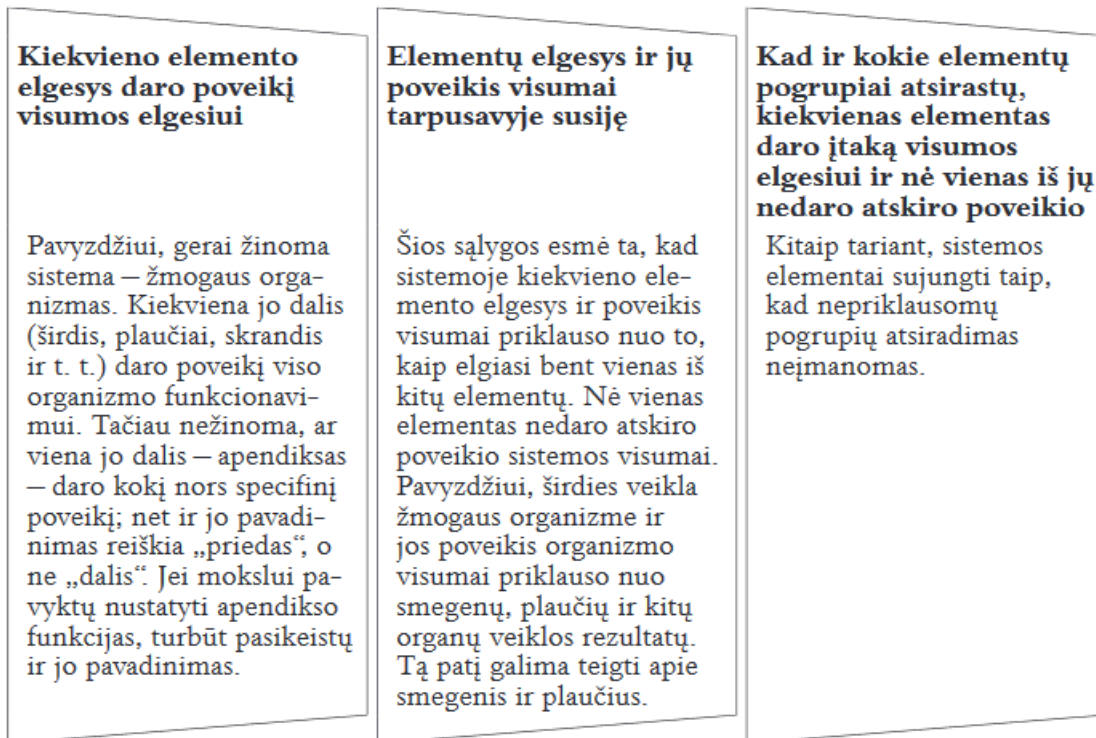 Kiekvieno elemento
elgesys daro poveikį
visumos elgesiui
Pavyzdžiui, gerai žinoma
sistema – žmogaus orga-
nizmas. Kiekviena jo dalis
(širdis, plaučiai, skrandis
ir t. t.) daro poveikį viso
organizmo funkcionavi-
mui. Tačiau nežinoma, ar
viena jo dalis – apendiksas
– daro kokį nors specifinį
poveikį; net ir jo pavadi-
nimas reiškia „priedas“, o
ne „dalis“. Jei mokslui pa-
vyktų nustatyti apendikso
funkcijas, turbūt pasikeistų
ir jo pavadinimas.
Elementų elgesys ir jų
poveikis visumai
tarpusavyje susiję
Šios sąlygos esmė ta, kad
sistemoje kiekvieno ele-
mento elgesys ir poveikis
visumai priklauso nuo to,
kaip elgiasi bent vienas iš
kitų elementų. Nė vienas
elementas nedaro atskiro
poveikio sistemos visumai.
Pavyzdžiui, širdies veikla
žmogaus organizme ir
jos poveikis organizmo
visumai priklauso nuo
smegenų, plaučių ir kitų
organų veiklos rezultatų.
Tą patį galima teigti apie
smegenis ir plaučius.
Kad ir kokie elementų
pogrupiai atsirastų,
kiekvienas elementas
daro įtaką visumos
elgesiui ir nė vienas iš jų
nedaro atskiro poveikio
Kitaip tariant, sistemos
elementai sujungti taip,
kad nepriklausomų
pogrupių atsiradimas
neįmanomas.